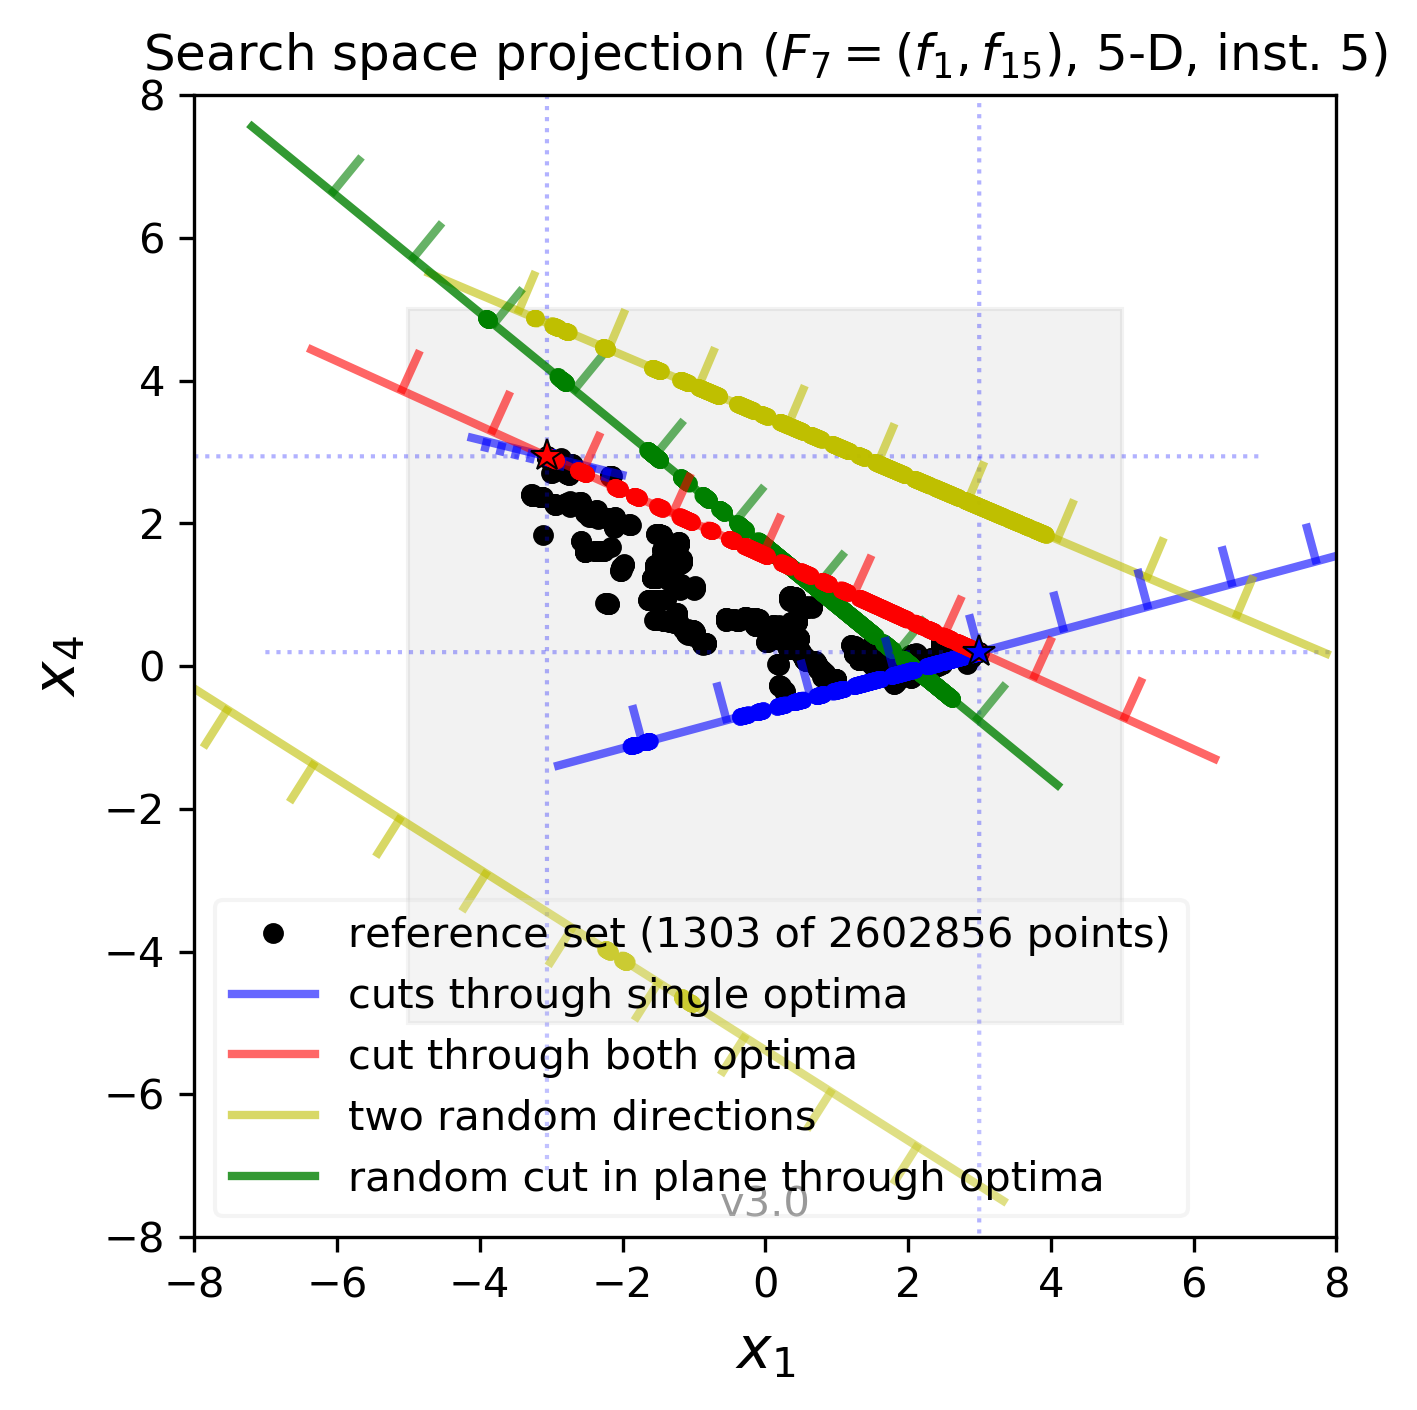 Search space projection (F₇ = (f₁, f₁₅), 5-D, inst. 5)
8
6
4
2
0
−2
−4
−6
−8
x₄
reference set (1303 of 2602856 points)
cuts through single optima
cut through both optima
two random directions
random cut in plane through optima
v3.0
−8 −6 −4 −2 0 2 4 6 8
x₁